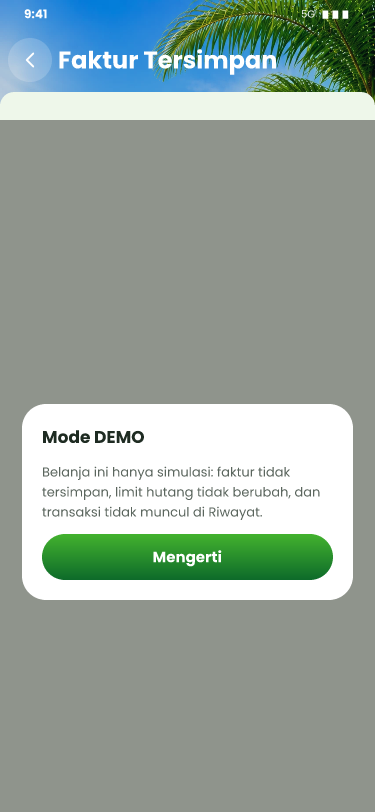 9:41
5G
Faktur Tersimpan
Mode DEMO
Belanja ini hanya simulasi: faktur tidak
tersimpan, limit hutang tidak berubah, dan
transaksi tidak muncul di Riwayat.
Mengerti